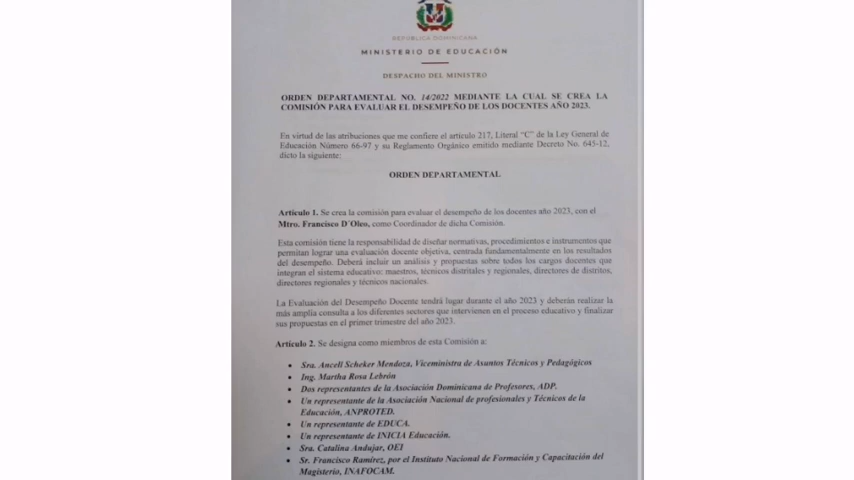 REPÚBLICA DOMINICANA
MINISTERIO DE EDUCACIÓN
DESPACHO DEL MINISTRO
ORDEN DEPARTAMENTAL NO. 14/2022 MEDIANTE LA CUAL SE CREA LA
COMISIÓN PARA EVALUAR EL DESEMPEÑO DE LOS DOCENTES AÑO 2023.
En virtud de las atribuciones que me confiere el artículo 217, Literal "C" de la Ley General de
Educación Número 66-97 y su Reglamento Orgánico emitido mediante Decreto No. 645-12,
dicto la siguiente:
ORDEN DEPARTAMENTAL
Artículo 1. Se crea la comisión para evaluar el desempeño de los docentes año 2023, con el
Mtro. Francisco D´Oleo, como Coordinador de dicha Comisión.
Esta comisión tiene la responsabilidad de diseñar normativas, procedimientos e instrumentos que
permitan lograr una evaluación docente objetiva, centrada fundamentalmente en los resultados
del desempeño. Deberá incluir un análisis y propuestas sobre todos los cargos docentes que
integran el sistema educativo: maestros, técnicos distritales y regionales, directores de distritos,
directores regionales y técnicos nacionales.
La Evaluación del Desempeño Docente tendrá lugar durante el año 2023 y deberán realizar la
más amplia consulta a los diferentes sectores que intervienen en el proceso educativo y finalizar
sus propuestas en el primer trimestre del año 2023.
Artículo 2. Se designa como miembros de esta Comisión a:
• Sra. Ancell Scheker Mendoza, Viceministra de Asuntos Técnicos y Pedagógicos
• Ing. Martha Rosa Lebrón
• Dos representantes de la Asociación Dominicana de Profesores, ADP.
• Un representante de la Asociación Nacional de profesionales y Técnicos de la
Educación, ANPROTED.
• Un representante de EDUCA.
• Un representante de INICIA Educación.
• Sra. Catalina Andujar, OEI
• Sr. Francisco Ramírez, por el Instituto Nacional de Formación y Capacitación del
Magisterio, INAFOCAM.